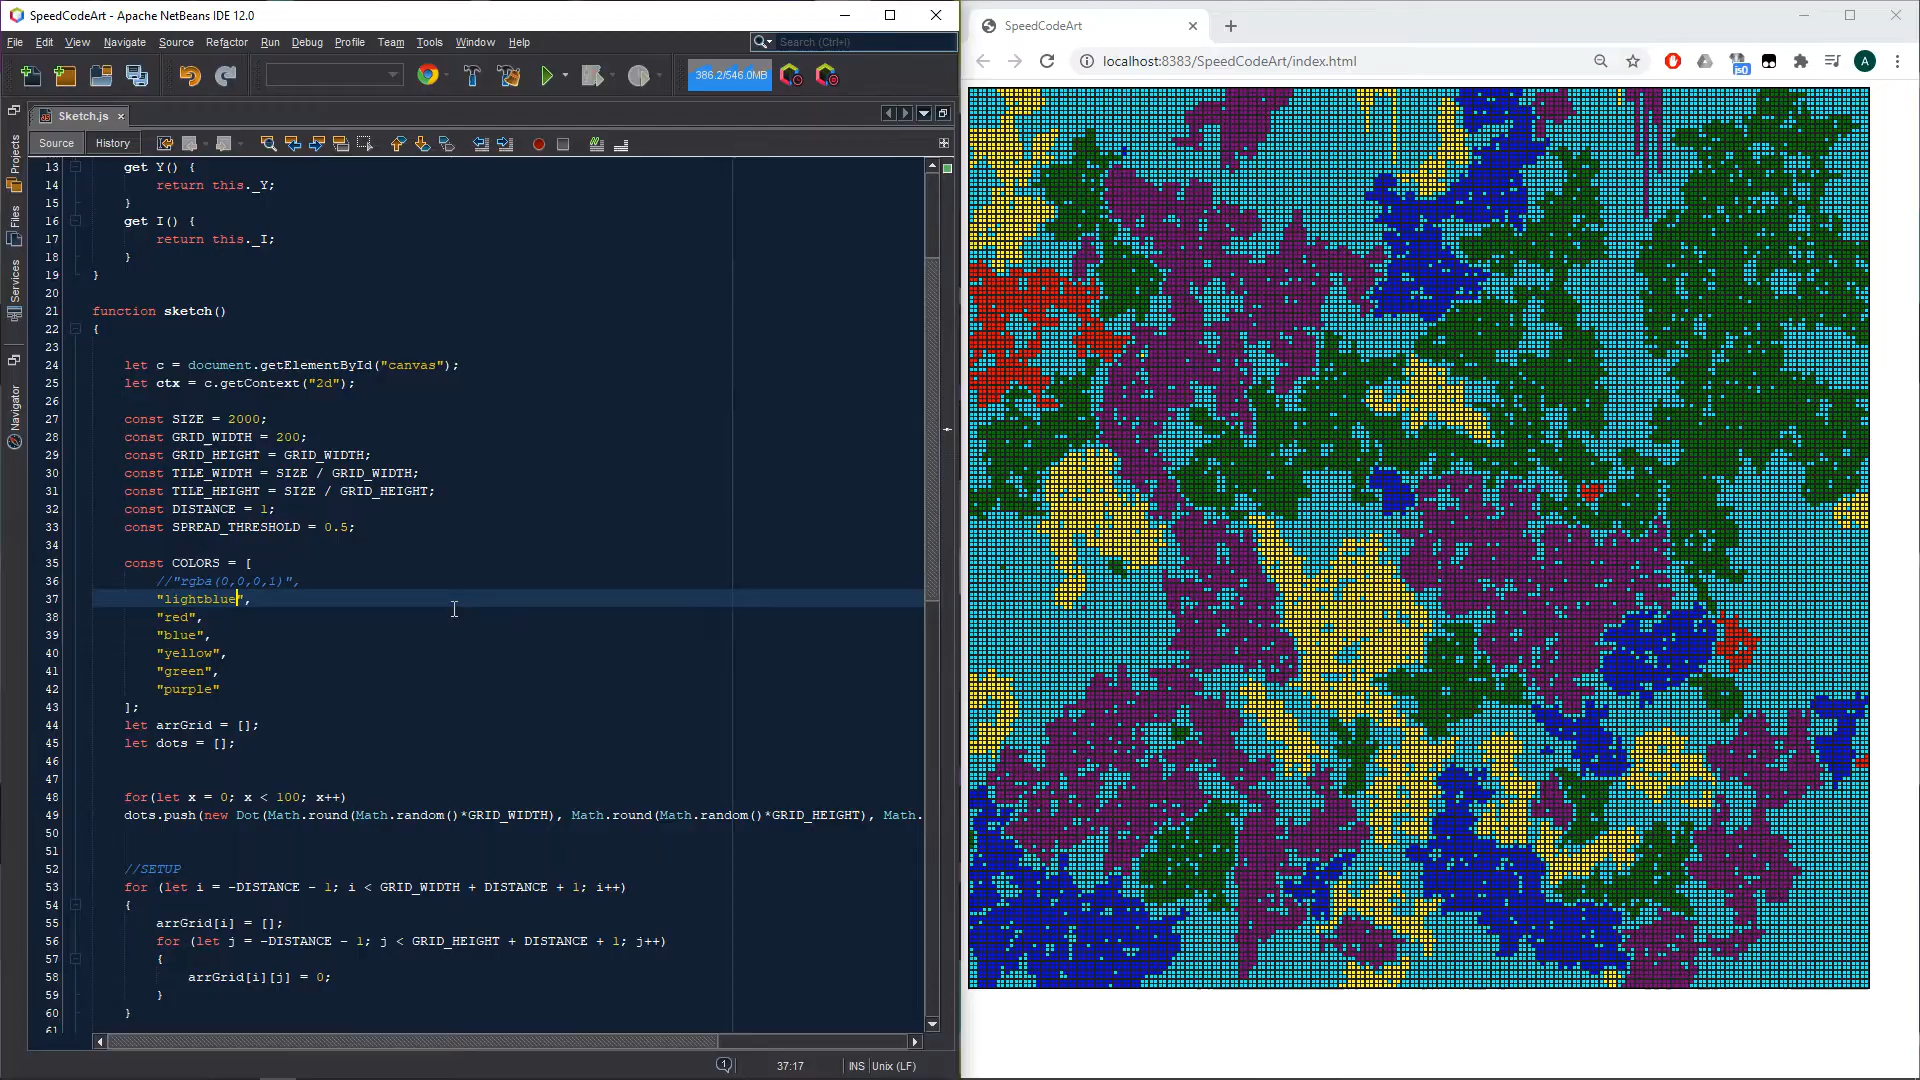 SpeedCodeArt - Apache NetBeans IDE 12.0
File Edit View Navigate Source Refactor Run Debug Profile Team Tools Window Help
Search (Ctrl+I)
386.2/546.0MB
Sketch.js
Source History
Projects
Files
Services
Navigator
13 get Y() {
14 return this._Y;
15 }
16 get I() {
17 return this._I;
18 }
19 }
20
21 function sketch()
22 {
23
24 let c = document.getElementById("canvas");
25 let ctx = c.getContext("2d");
26
27 const SIZE = 2000;
28 const GRID_WIDTH = 200;
29 const GRID_HEIGHT = GRID_WIDTH;
30 const TILE_WIDTH = SIZE / GRID_WIDTH;
31 const TILE_HEIGHT = SIZE / GRID_HEIGHT;
32 const DISTANCE = 1;
33 const SPREAD_THRESHOLD = 0.5;
34
35 const COLORS = [
36 //"rgba(0,0,0,1)",
37 "lightblue",
38 "red",
39 "blue",
40 "yellow",
41 "green",
42 "purple"
43 ];
44 let arrGrid = [];
45 let dots = [];
46
47
48 for(let x = 0; x < 100; x++)
49 dots.push(new Dot(Math.round(Math.random()*GRID_WIDTH), Math.round(Math.random()*GRID_HEIGHT), Math.
50
51
52 //SETUP
53 for (let i = -DISTANCE - 1; i < GRID_WIDTH + DISTANCE + 1; i++)
54 {
55 arrGrid[i] = [];
56 for (let j = -DISTANCE - 1; j < GRID_HEIGHT + DISTANCE + 1; j++)
57 {
58 arrGrid[i][j] = 0;
59 }
60 }
61
1
37:17
INS Unix (LF)
SpeedCodeArt
localhost:8383/SpeedCodeArt/index.html
js0
A